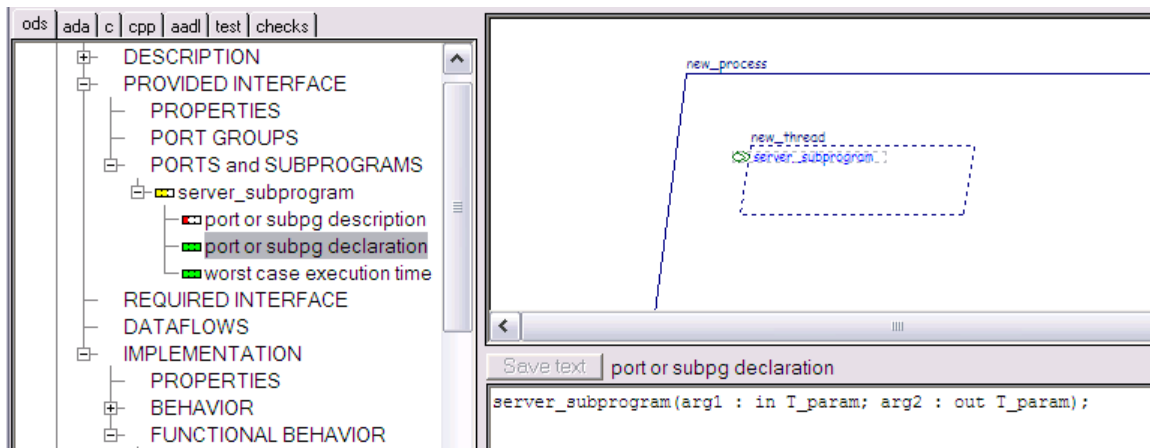 ods ada c cpp aadl test checks
DESCRIPTION
PROVIDED INTERFACE
PROPERTIES
PORT GROUPS
PORTS and SUBPROGRAMS
server_subprogram
port or subpg description
port or subpg declaration
worst case execution time
REQUIRED INTERFACE
DATAFLOWS
IMPLEMENTATION
PROPERTIES
BEHAVIOR
FUNCTIONAL BEHAVIOR
new_process
new_thread
server_subprogram
Save text port or subpg declaration
server_subprogram(arg1 : in T_param; arg2 : out T_param);